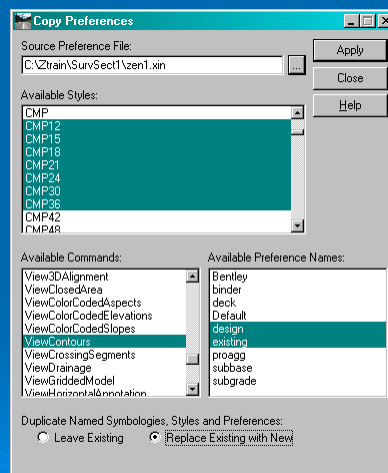 Copy Preferences
Source Preference File:
C:\Ztrain\SurvSect1\zen1.xin
...
Apply
Close
Help
Available Styles:
CMP
CMP12
CMP15
CMP18
CMP21
CMP24
CMP30
CMP36
CMP42
CMP48
Available Commands:
View3DAlignment
ViewClosedArea
ViewColorCodedAspects
ViewColorCodedElevations
ViewColorCodedSlopes
ViewContours
ViewCrossingSegments
ViewDrainage
ViewGriddedModel
ViewHorizontalAnnotation
Available Preference Names:
Bentley
binder
deck
Default
design
existing
proagg
subbase
subgrade
Duplicate Named Symbologies, Styles and Preferences:
Leave Existing
Replace Existing with New